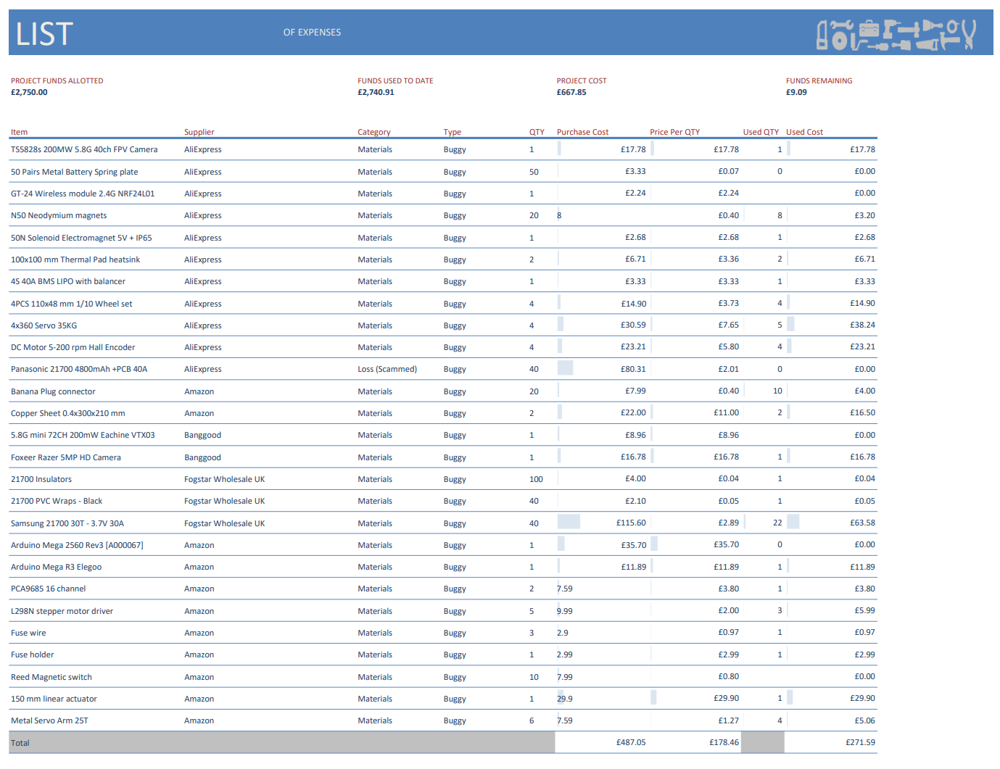 LIST OF EXPENSES
PROJECT FUNDS ALLOTTED FUNDS USED TO DATE PROJECT COST FUNDS REMAINING
£2,750.00 £2,740.91 £667.85 £9.09
Item Supplier Category Type QTY Purchase Cost Price Per QTY Used QTY Used Cost
TS5828s 200MW 5.8G 40ch FPV Camera AliExpress Materials Buggy 1 £17.78 £17.78 1 £17.78
50 Pairs Metal Battery Spring plate AliExpress Materials Buggy 50 £3.33 £0.07 0 £0.00
GT-24 Wireless module 2.4G NRF24L01 AliExpress Materials Buggy 1 £2.24 £2.24 £0.00
N50 Neodymium magnets AliExpress Materials Buggy 20 8 £0.40 8 £3.20
50N Solenoid Electromagnet 5V + IP65 AliExpress Materials Buggy 1 £2.68 £2.68 1 £2.68
100x100 mm Thermal Pad heatsink AliExpress Materials Buggy 2 £6.71 £3.36 2 £6.71
4S 40A BMS LIPO with balancer AliExpress Materials Buggy 1 £3.33 £3.33 1 £3.33
4PCS 110x48 mm 1/10 Wheel set AliExpress Materials Buggy 4 £14.90 £3.73 4 £14.90
4x360 Servo 35KG AliExpress Materials Buggy 4 £30.59 £7.65 5 £38.24
DC Motor 5-200 rpm Hall Encoder AliExpress Materials Buggy 4 £23.21 £5.80 4 £23.21
Panasonic 21700 4800mAh +PCB 40A AliExpress Loss (Scammed) Buggy 40 £80.31 £2.01 0 £0.00
Banana Plug connector Amazon Materials Buggy 20 £7.99 £0.40 10 £4.00
Copper Sheet 0.4x300x210 mm Amazon Materials Buggy 2 £22.00 £11.00 2 £16.50
5.8G mini 72CH 200mW Eachine VTX03 Banggood Materials Buggy 1 £8.96 £8.96 £0.00
Foxeer Razer 5MP HD Camera Banggood Materials Buggy 1 £16.78 £16.78 1 £16.78
21700 Insulators Fogstar Wholesale UK Materials Buggy 100 £4.00 £0.04 1 £0.04
21700 PVC Wraps - Black Fogstar Wholesale UK Materials Buggy 40 £2.10 £0.05 1 £0.05
Samsung 21700 30T - 3.7V 30A Fogstar Wholesale UK Materials Buggy 40 £115.60 £2.89 22 £63.58
Arduino Mega 2560 Rev3 [A000067] Amazon Materials Buggy 1 £35.70 £35.70 0 £0.00
Arduino Mega R3 Elegoo Amazon Materials Buggy 1 £11.89 £11.89 1 £11.89
PCA9685 16 channel Amazon Materials Buggy 2 7.59 £3.80 1 £3.80
L298N stepper motor driver Amazon Materials Buggy 5 9.99 £2.00 3 £5.99
Fuse wire Amazon Materials Buggy 3 2.9 £0.97 1 £0.97
Fuse holder Amazon Materials Buggy 1 2.99 £2.99 1 £2.99
Reed Magnetic switch Amazon Materials Buggy 10 7.99 £0.80 £0.00
150 mm linear actuator Amazon Materials Buggy 1 29.9 £29.90 1 £29.90
Metal Servo Arm 25T Amazon Materials Buggy 6 7.59 £1.27 4 £5.06
Total £487.05 £178.46 £271.59